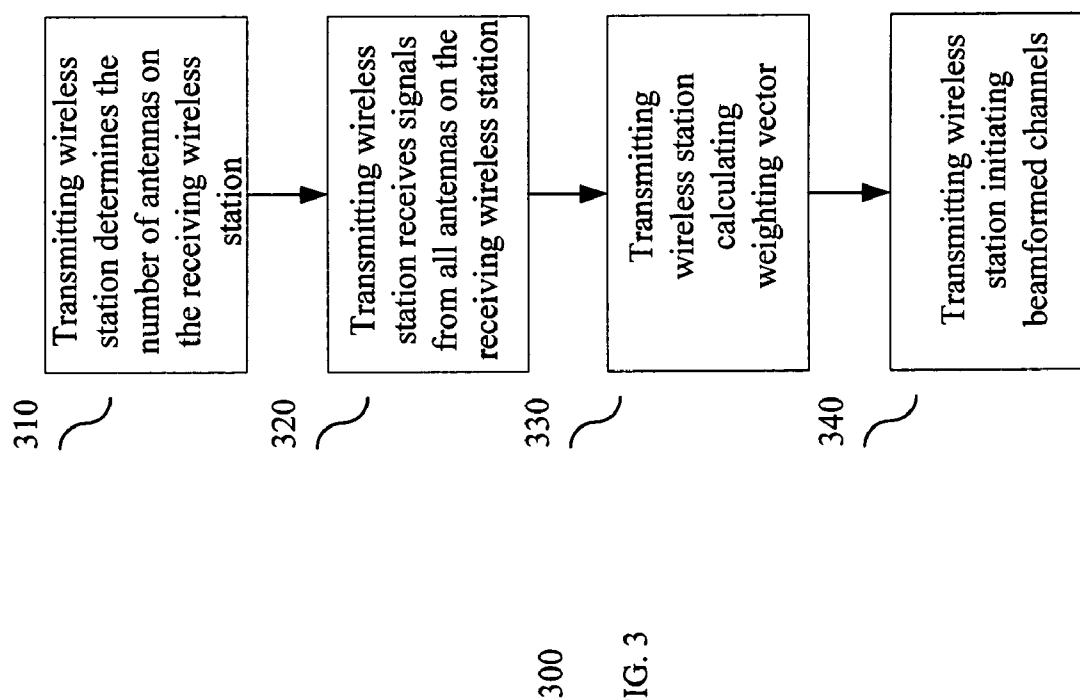 310
Transmitting wireless
station determines the
number of antennas on
the receiving wireless
station
320
Transmitting wireless
station receives signals
from all antennas on the
receiving wireless station
330
Transmitting
wireless station
calculating
weighting vector
340
Transmitting wireless
station initiating
beamformed channels
300
IG. 3